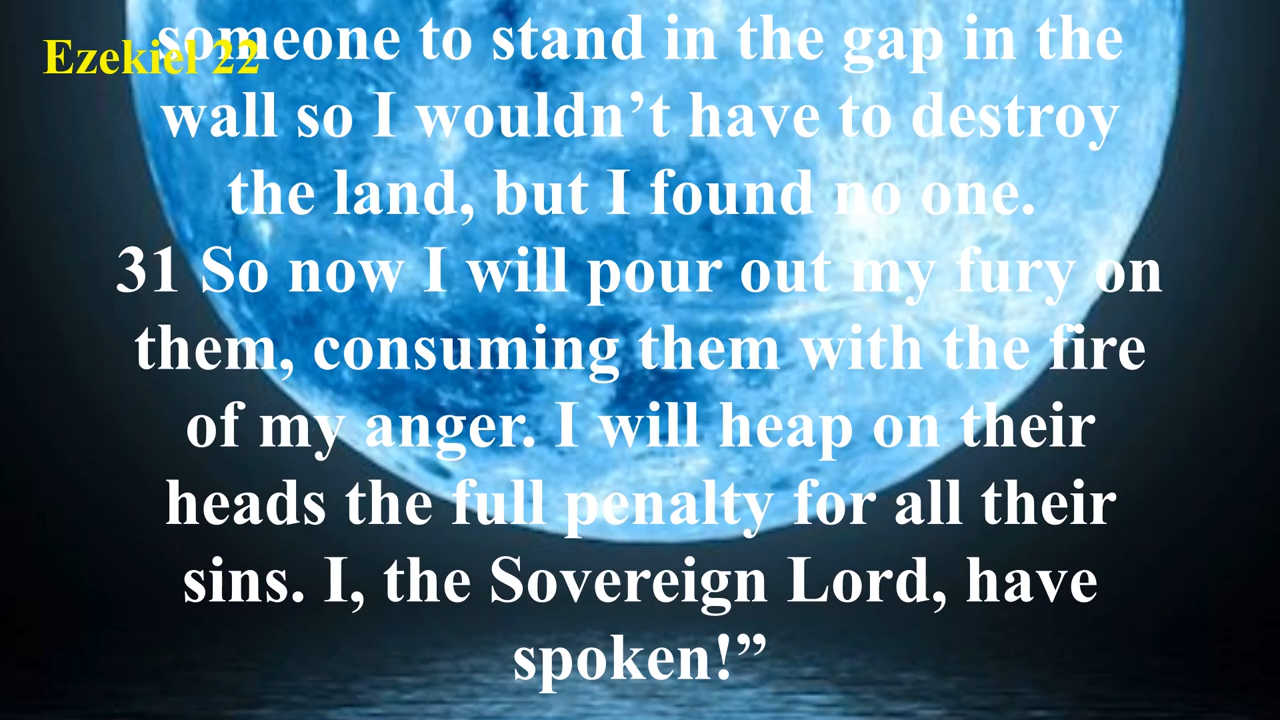 Ezekiel 22
someone to stand in the gap in the
wall so I wouldn’t have to destroy
the land, but I found no one.
31 So now I will pour out my fury on
them, consuming them with the fire
of my anger. I will heap on their
heads the full penalty for all their
sins. I, the Sovereign Lord, have
spoken!”